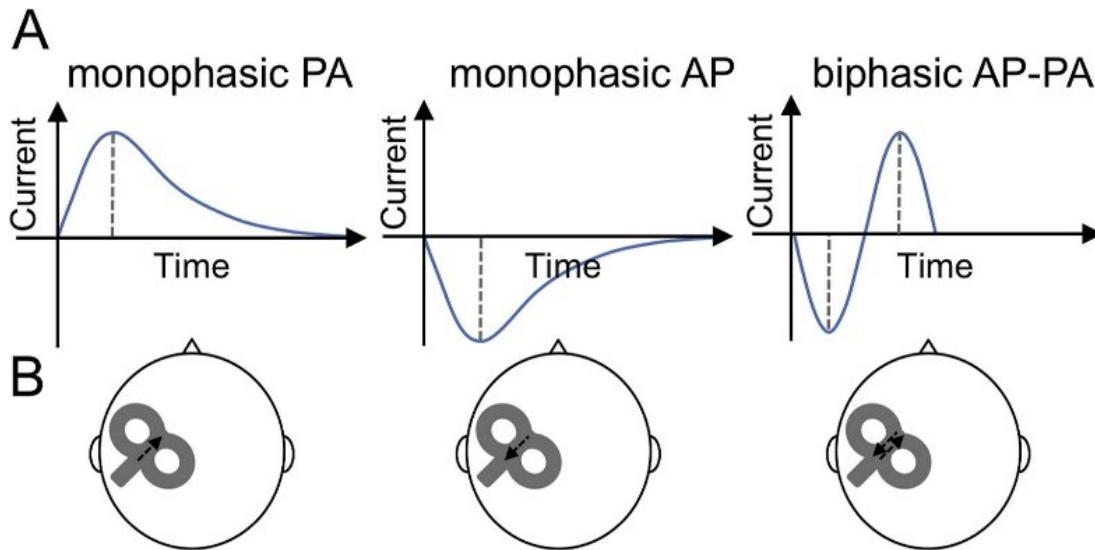 A
monophasic PA
monophasic AP
biphasic AP-PA
Current
Time
Current
Time
Current
Time
B